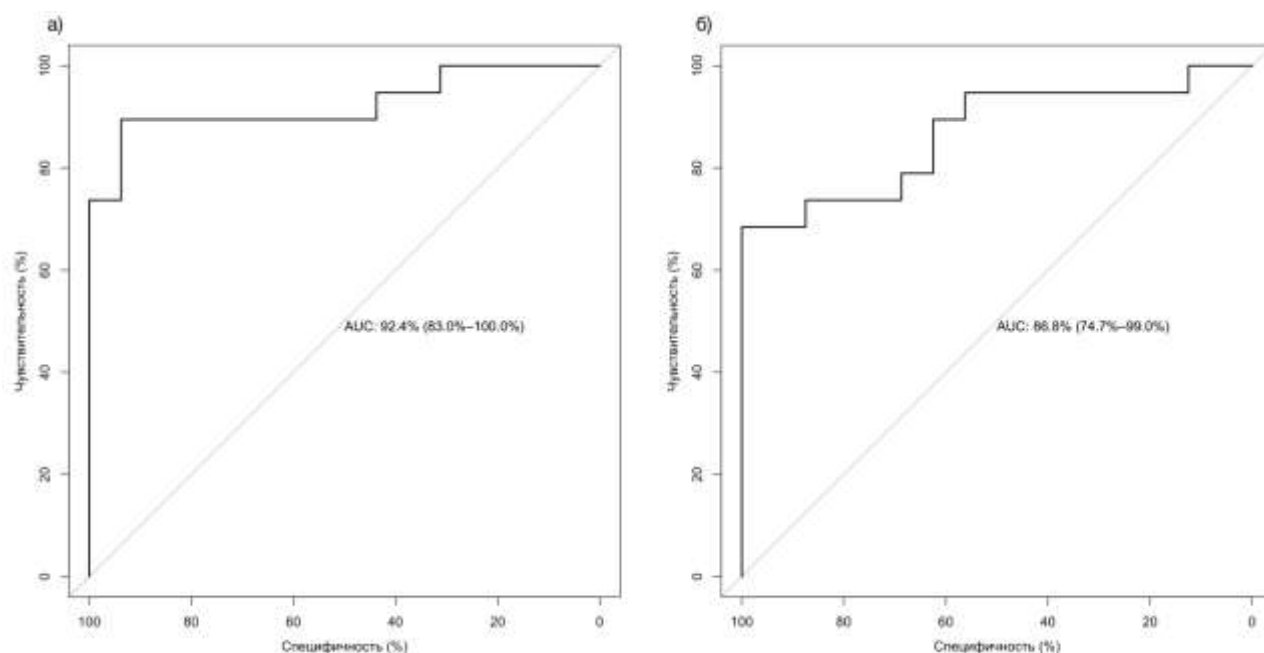 а)
100
80
60
40
20
0
Чувствительность (%)
AUC: 92.4% (83.0%–100.0%)
100 80 60 40 20 0
Специфичность (%)
б)
100
80
60
40
20
0
Чувствительность (%)
AUC: 86.8% (74.7%–99.0%)
100 80 60 40 20 0
Специфичность (%)